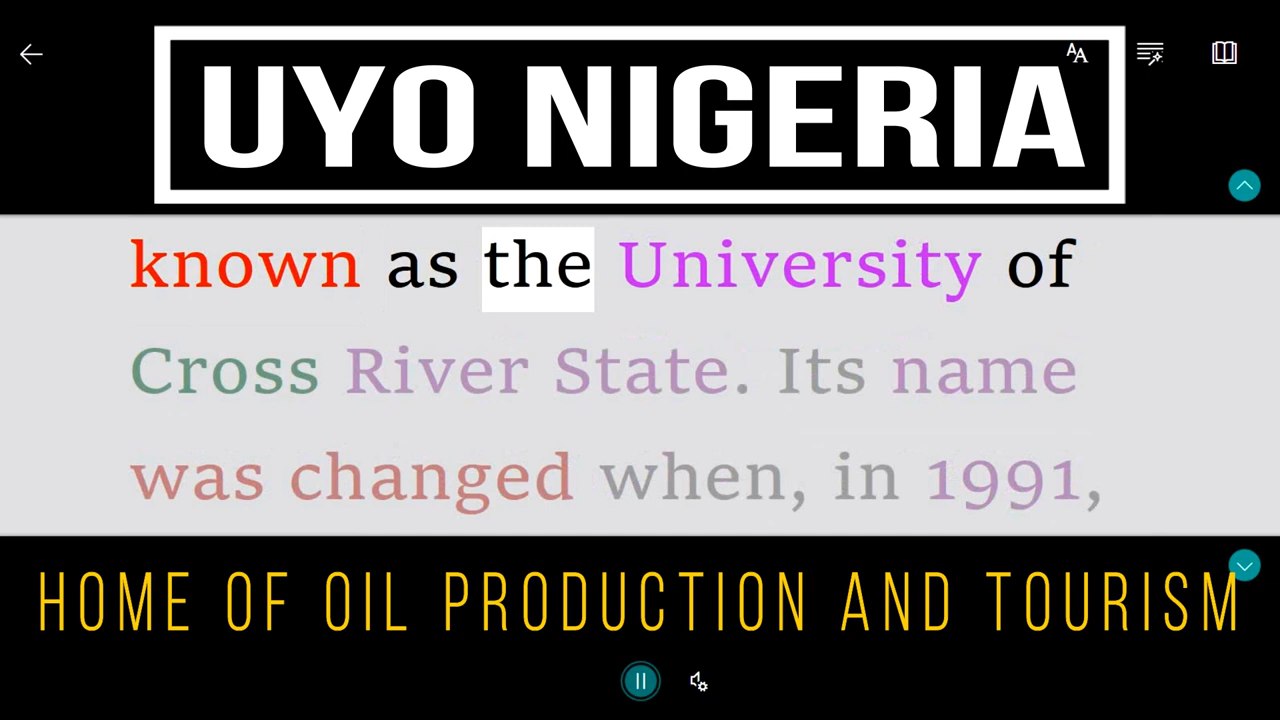 UYO NIGERIA
known as the University of
Cross River State. Its name
was changed when, in 1991,
HOME OF OIL PRODUCTION AND TOURISM